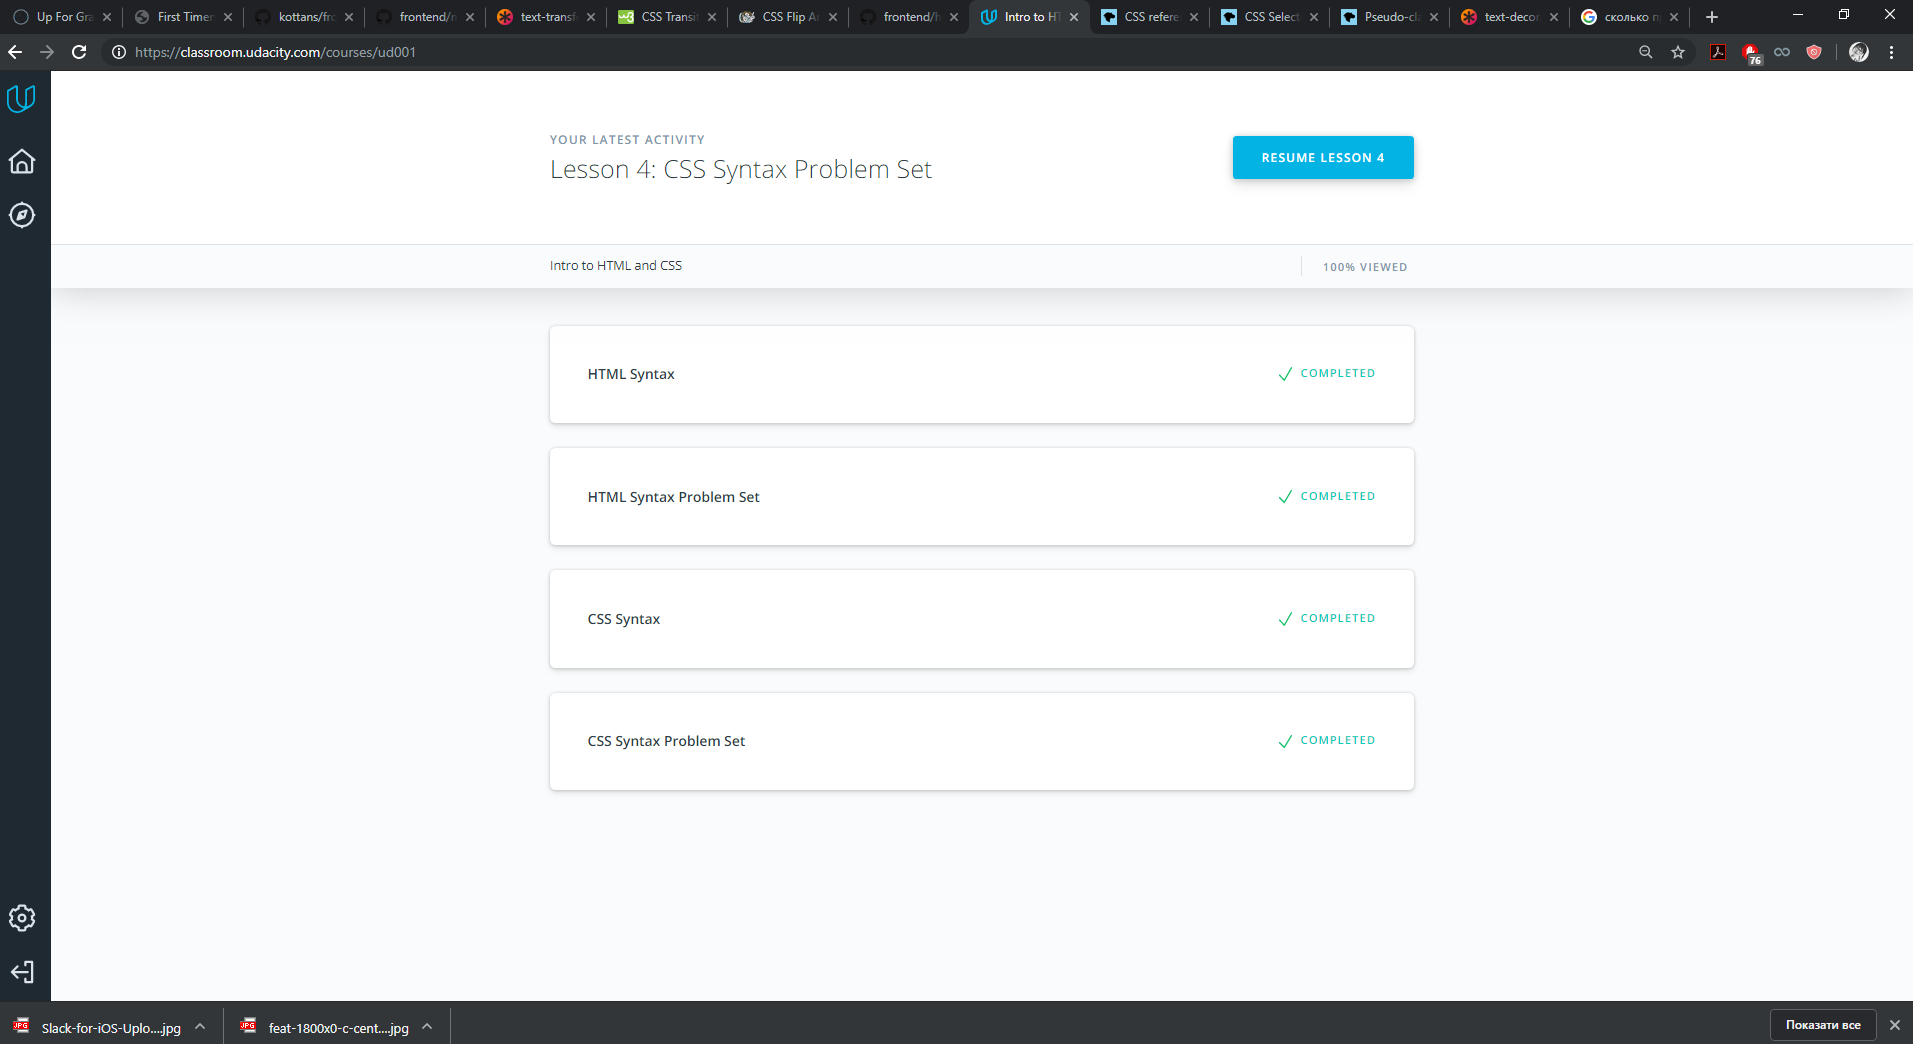 Up For Gra
First Timer
kottans/fro
frontend/
text-transf
CSS Transit
CSS Flip A
frontend/h
Intro to HT
CSS refere
CSS Select
Pseudo-cl
text-decor
сколько п
https://classroom.udacity.com/courses/ud001
76
YOUR LATEST ACTIVITY
Lesson 4: CSS Syntax Problem Set
RESUME LESSON 4
Intro to HTML and CSS
100% VIEWED
HTML Syntax
COMPLETED
HTML Syntax Problem Set
COMPLETED
CSS Syntax
COMPLETED
CSS Syntax Problem Set
COMPLETED
JPG
Slack-for-iOS-Uplo....jpg
JPG
feat-1800x0-c-cent....jpg
Показати все